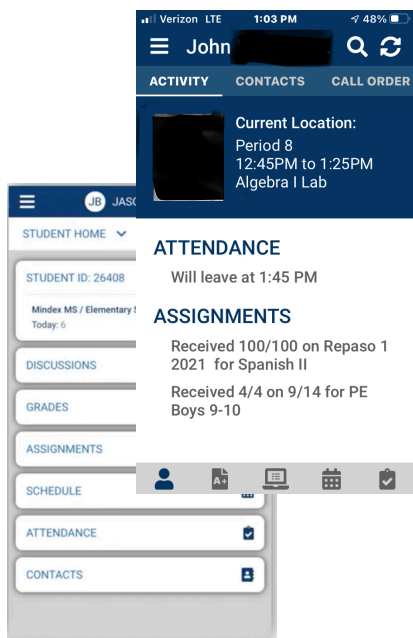 Verizon LTE 1:03 PM 48%
John
ACTIVITY CONTACTS CALL ORDER
Current Location:
Period 8
12:45PM to 1:25PM
Algebra I Lab
ATTENDANCE
Will leave at 1:45 PM
ASSIGNMENTS
Received 100/100 on Repaso 1
2021 for Spanish II
Received 4/4 on 9/14 for PE
Boys 9-10
A+
JB
STUDENT HOME
STUDENT ID: 26408
Mindex MS / Elementary
Today: 6
DISCUSSIONS
GRADES
ASSIGNMENTS
SCHEDULE
ATTENDANCE
CONTACTS